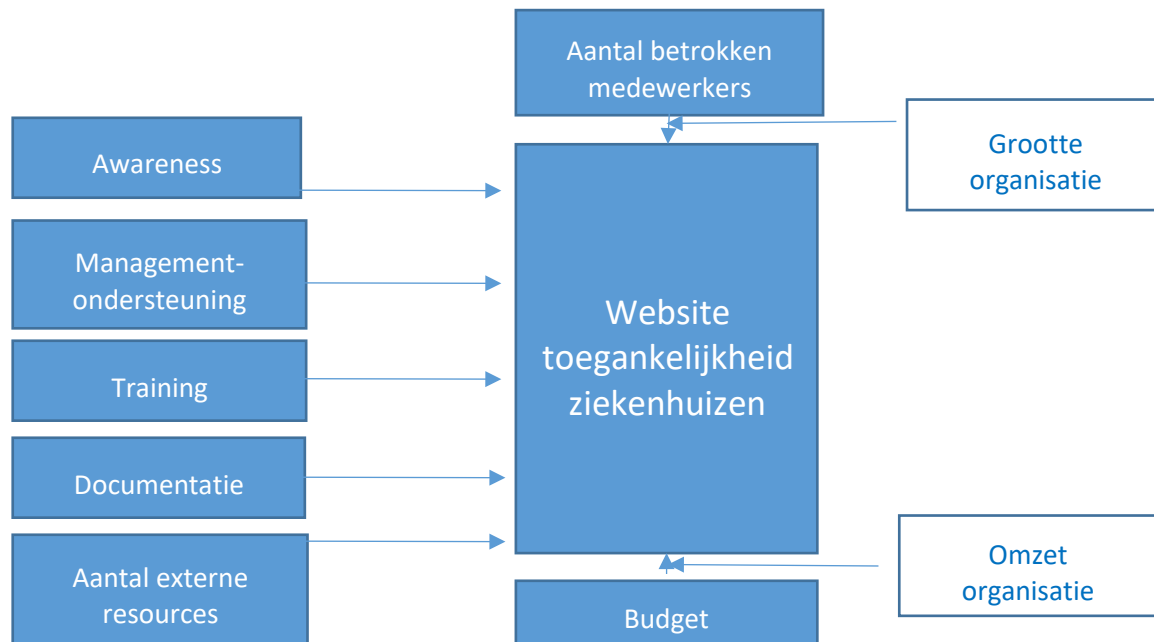 Aantal betrokken
medewerkers
Grootte
organisatie
Awareness
Management-
ondersteuning
Website
toegankelijkheid
ziekenhuizen
Training
Documentatie
Aantal externe
resources
Omzet
organisatie
Budget